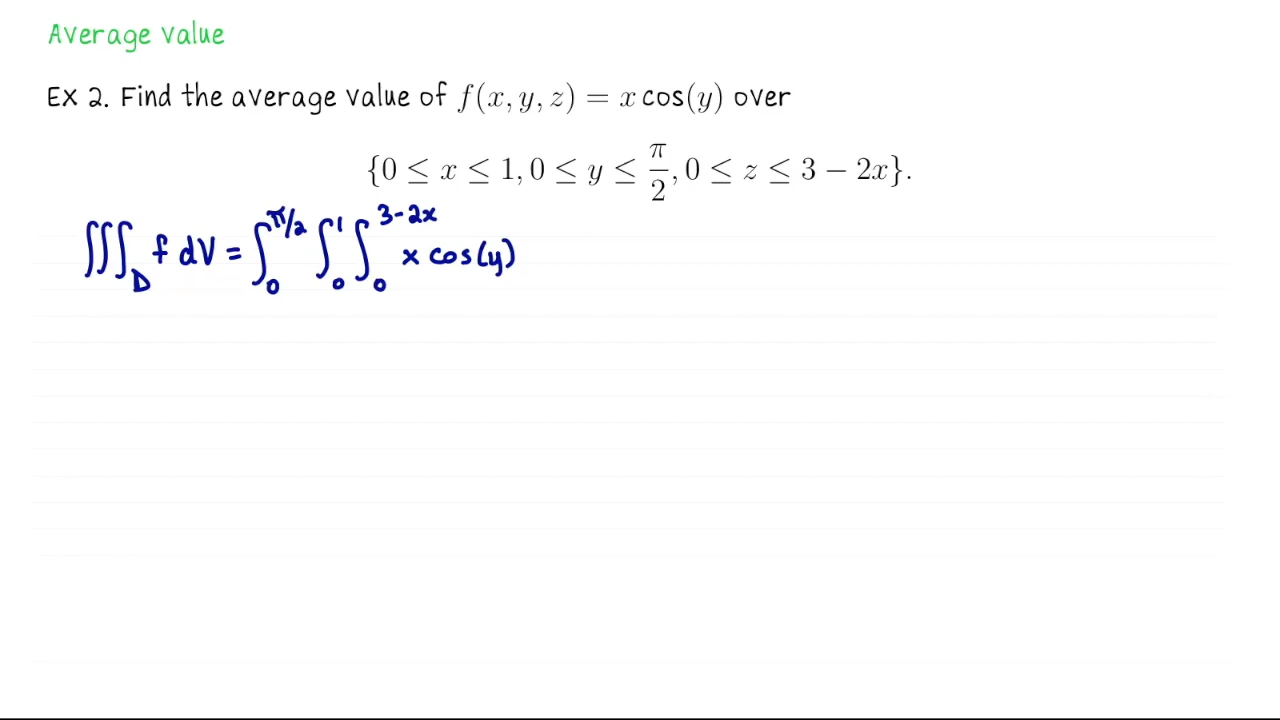 Average value
Ex 2. Find the average value of f(x, y, z) = x cos(y) over
{0 ≤ x ≤ 1, 0 ≤ y ≤ π/2, 0 ≤ z ≤ 3 − 2x}.
∭_D f dV = ∫_0^{π/2} ∫_0^1 ∫_0^{3-2x} x cos(y)